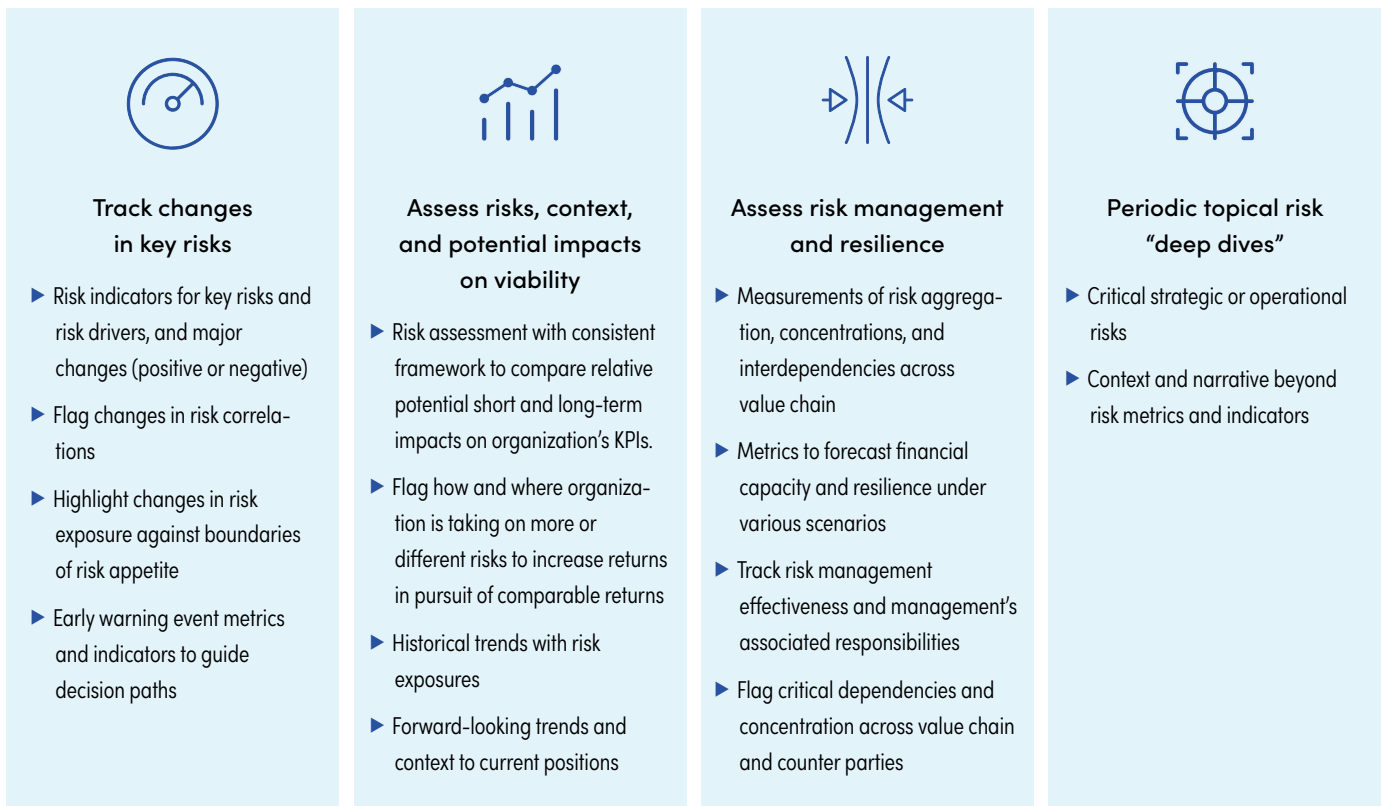 Track changes
in key risks
▶ Risk indicators for key risks and
risk drivers, and major
changes (positive or negative)
▶ Flag changes in risk correla-
tions
▶ Highlight changes in risk
exposure against boundaries
of risk appetite
▶ Early warning event metrics
and indicators to guide
decision paths
Assess risks, context,
and potential impacts
on viability
▶ Risk assessment with consistent
framework to compare relative
potential short and long-term
impacts on organization’s KPIs.
▶ Flag how and where organiza-
tion is taking on more or
different risks to increase returns
in pursuit of comparable returns
▶ Historical trends with risk
exposures
▶ Forward-looking trends and
context to current positions
Assess risk management
and resilience
▶ Measurements of risk aggrega-
tion, concentrations, and
interdependencies across
value chain
▶ Metrics to forecast financial
capacity and resilience under
various scenarios
▶ Track risk management
effectiveness and management’s
associated responsibilities
▶ Flag critical dependencies and
concentration across value chain
and counter parties
Periodic topical risk
“deep dives”
▶ Critical strategic or operational
risks
▶ Context and narrative beyond
risk metrics and indicators